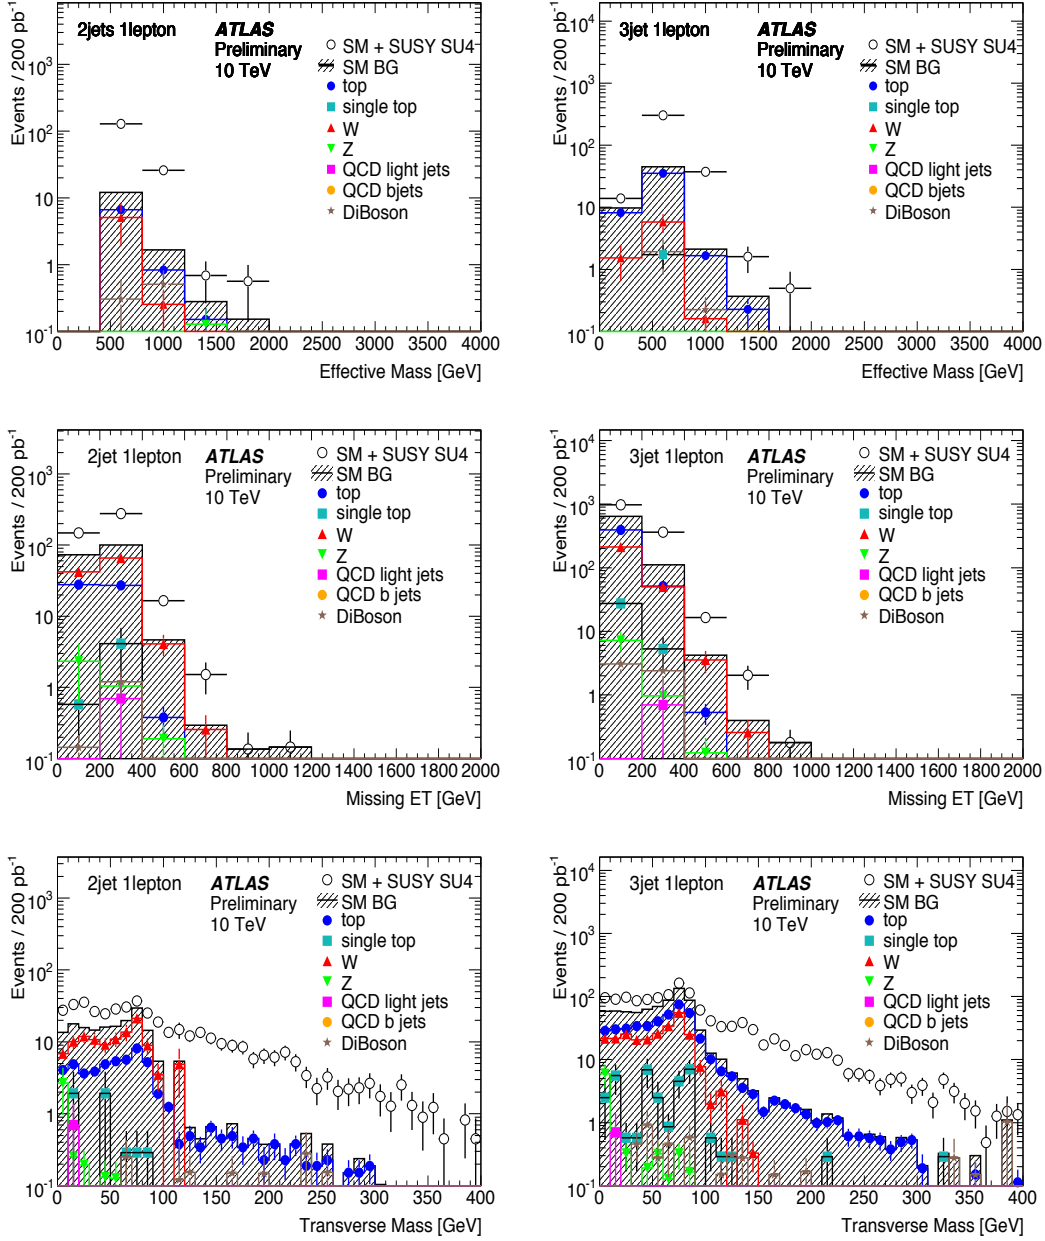 2jets 1lepton
ATLAS
Preliminary
10 TeV
SM + SUSY SU4
SM BG
top
single top
W
Z
QCD light jets
QCD bjets
DiBoson
Events / 200 pb⁻¹
10³
10²
10
1
10⁻¹
0 500 1000 1500 2000 2500 3000 3500 4000
Effective Mass [GeV]
3jet 1lepton
ATLAS
Preliminary
10 TeV
SM + SUSY SU4
SM BG
top
single top
W
Z
QCD light jets
QCD bjets
DiBoson
Events / 200 pb⁻¹
10⁴
10³
10²
10
1
10⁻¹
0 500 1000 1500 2000 2500 3000 3500 4000
Effective Mass [GeV]
2jet 1lepton
ATLAS
Preliminary
10 TeV
SM + SUSY SU4
SM BG
top
single top
W
Z
QCD light jets
QCD b jets
DiBoson
Events / 200 pb⁻¹
10³
10²
10
1
10⁻¹
0 200 400 600 800 1000 1200 1400 1600 1800 2000
Missing ET [GeV]
3jet 1lepton
ATLAS
Preliminary
10 TeV
SM + SUSY SU4
SM BG
top
single top
W
Z
QCD light jets
QCD b jets
DiBoson
Events / 200 pb⁻¹
10⁴
10³
10²
10
1
10⁻¹
0 200 400 600 800 1000 1200 1400 1600 1800 2000
Missing ET [GeV]
2jet 1lepton
ATLAS
Preliminary
10 TeV
SM + SUSY SU4
SM BG
top
single top
W
Z
QCD light jets
QCD b jets
DiBoson
Events / 200 pb⁻¹
10³
10²
10
1
10⁻¹
0 50 100 150 200 250 300 350 400
Transverse Mass [GeV]
3jet 1lepton
ATLAS
Preliminary
10 TeV
SM + SUSY SU4
SM BG
top
single top
W
Z
QCD light jets
QCD b jets
DiBoson
Events / 200 pb⁻¹
10⁴
10³
10²
10
1
10⁻¹
0 50 100 150 200 250 300 350 400
Transverse Mass [GeV]